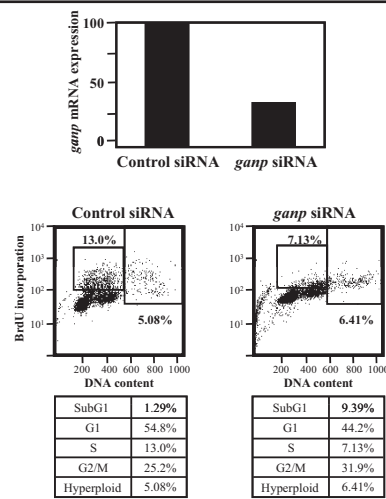 ganp mRNA expression
100
50
0
Control siRNA ganp siRNA
Control siRNA
BrdU incorporation
10⁴
10³
10²
10¹
13.0%
5.08%
200 400 600 800 1000
DNA content
SubG1 1.29%
G1 54.8%
S 13.0%
G2/M 25.2%
Hyperploid 5.08%
ganp siRNA
10⁴
10³
10²
10¹
7.13%
6.41%
200 400 600 800 1000
DNA content
SubG1 9.39%
G1 44.2%
S 7.13%
G2/M 31.9%
Hyperploid 6.41%